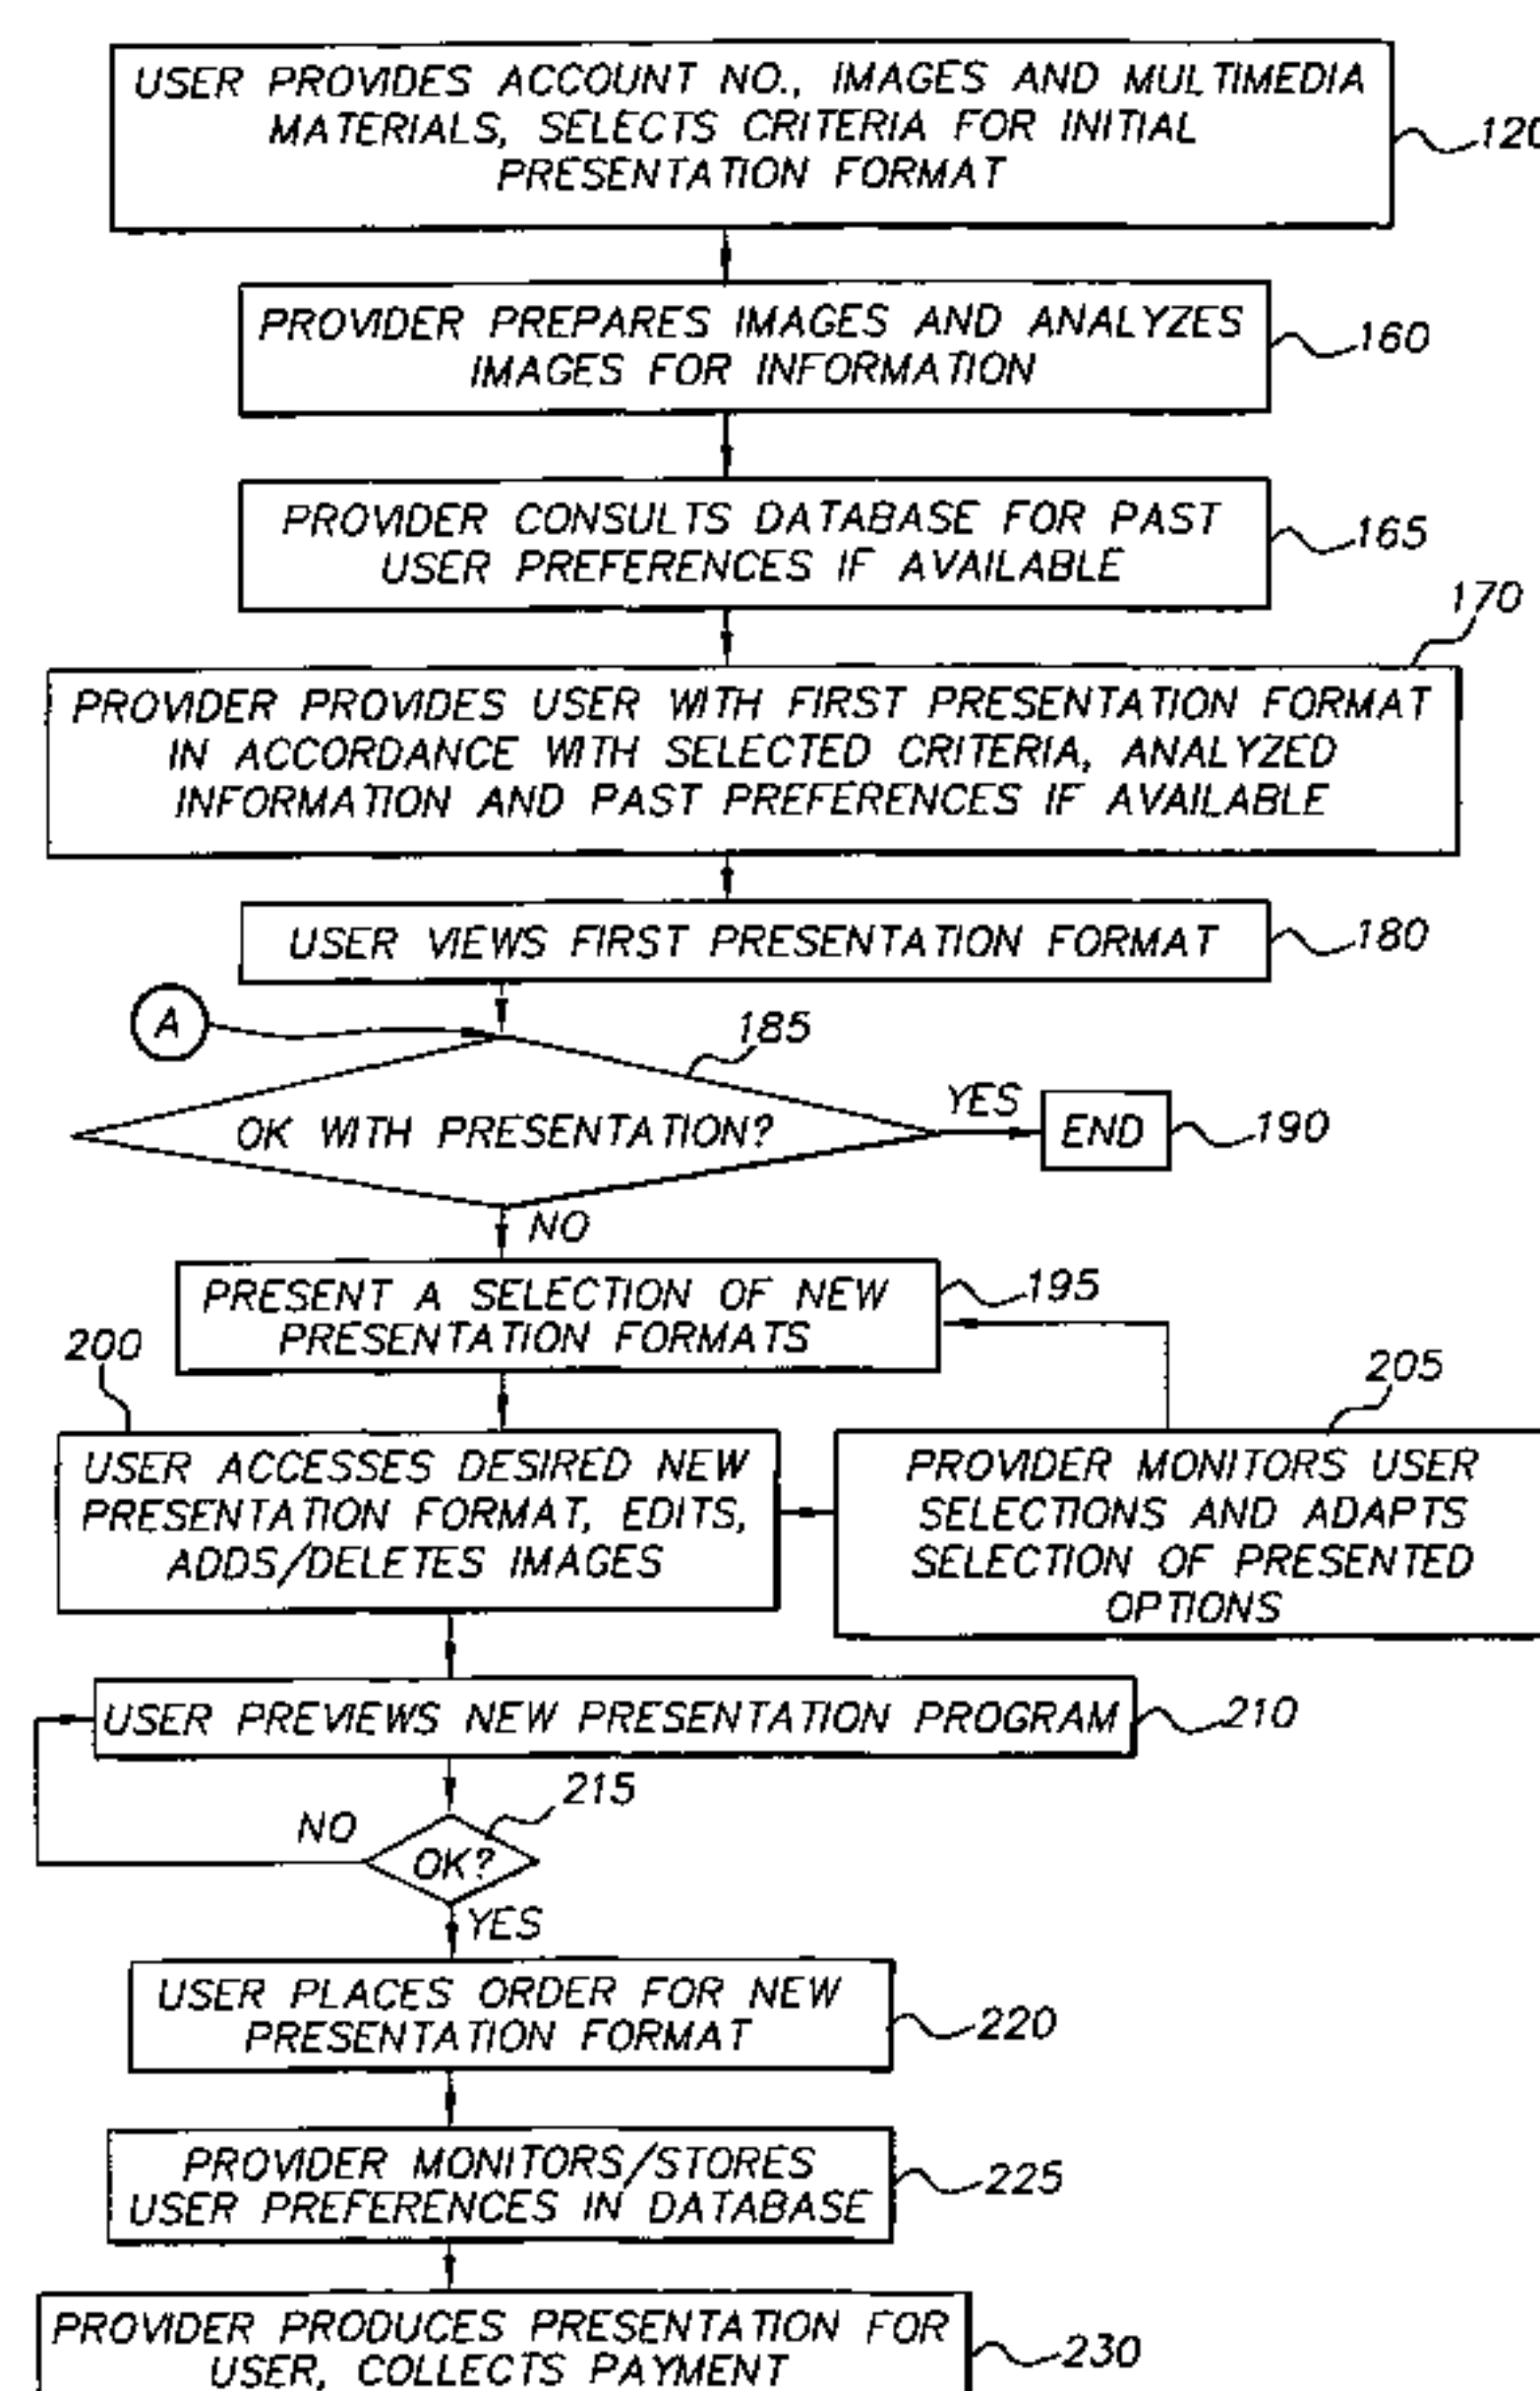 USER PROVIDES ACCOUNT NO., IMAGES AND MULTIMEDIA
MATERIALS, SELECTS CRITERIA FOR INITIAL
PRESENTATION FORMAT
120
PROVIDER PREPARES IMAGES AND ANALYZES
IMAGES FOR INFORMATION
160
PROVIDER CONSULTS DATABASE FOR PAST
USER PREFERENCES IF AVAILABLE
165
170
PROVIDER PROVIDES USER WITH FIRST PRESENTATION FORMAT
IN ACCORDANCE WITH SELECTED CRITERIA, ANALYZED
INFORMATION AND PAST PREFERENCES IF AVAILABLE
USER VIEWS FIRST PRESENTATION FORMAT
180
A
185
OK WITH PRESENTATION?
YES
END
190
NO
PRESENT A SELECTION OF NEW
PRESENTATION FORMATS
195
200
205
USER ACCESSES DESIRED NEW
PRESENTATION FORMAT, EDITS,
ADDS/DELETES IMAGES
PROVIDER MONITORS USER
SELECTIONS AND ADAPTS
SELECTION OF PRESENTED
OPTIONS
USER PREVIEWS NEW PRESENTATION PROGRAM
210
215
NO
OK?
YES
USER PLACES ORDER FOR NEW
PRESENTATION FORMAT
220
PROVIDER MONITORS/STORES
USER PREFERENCES IN DATABASE
225
PROVIDER PRODUCES PRESENTATION FOR
USER, COLLECTS PAYMENT
230